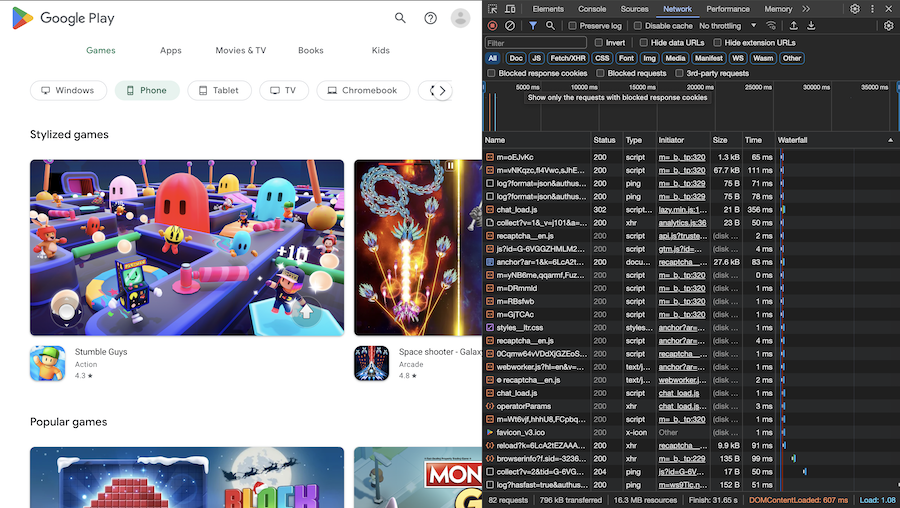 Google Play
Games Apps Movies & TV Books Kids
Windows Phone Tablet TV Chromebook
Stylized games
+10
Stumble Guys
Action
4.3 ★
Space shooter - Galax
Arcade
4.8 ★
Popular games
BLOCK
MON
Elements Console Sources Network Performance Memory
Preserve log Disable cache No throttling
Filter Invert Hide data URLs Hide extension URLs
All Doc JS Fetch/XHR CSS Font Img Media Manifest WS Wasm Other
Blocked response cookies Blocked requests 3rd-party requests
5000 ms 10000 ms 15000 ms 20000 ms 25000 ms 30000 ms 35000 ms
Show only the requests with blocked response cookies
Name Status Type Initiator Size Time Waterfall
m=oEJvKc 200 script m=_b,_tp:320 1.3 kB 65 ms
m=vNKqzc,fI4Vwc,sJhE... 200 script m=_b,_tp:320 67.7 kB 111 ms
log?format=json&authus... 200 ping m=_b,_tp:329 75 B 71 ms
log?format=json&authus... 200 ping m=_b,_tp:329 75 B 78 ms
chat_load.js 302 script... lazy.min.js:1... 21 B 356 ms
collect?v=1&_v=j101&a=... 200 xhr analytics.js:36 23 B 50 ms
recaptcha__en.js 200 script api.js?truste... (disk ... 2 ms
js?id=G-6VGGZHMLM2... 200 script gtm.js?id=... (disk ... 4 ms
anchor?ar=1&k=6LcA2t... 200 docu... recaptcha_... 27.6 kB 83 ms
m=yNB6me,qqarmf,Fuz... 200 script m=_b,_tp:320 (disk ... 0 ms
m=DRmmld 200 script m=_b,_tp:320 (disk ... 1 ms
m=RBsfwb 200 script m=_b,_tp:320 (disk ... 1 ms
m=GjTCAc 200 script m=_b,_tp:320 (disk ... 1 ms
styles__ltr.css 200 styles... anchor?ar=... (disk ... 1 ms
recaptcha__en.js 200 script anchor?ar=... (disk ... 4 ms
200 script recaptcha_... (disk ... 1 ms
webworker.js?hl=en&v=... 200 text/j... anchor?ar=... (disk ... 1 ms
recaptcha__en.js 200 text/j... webworker.j... (disk ... 2 ms
chat_load.js 200 script chat_load.js (disk ... 1 ms
operatorParams 200 xhr chat_load.js... (disk ... 3 ms
m=Wt6vjf,hhhU8,FCpbq... 200 script m=_b,_tp:320 (disk ... 1 ms
favicon_v3.ico 200 x-icon Other (disk ... 1 ms
reload?k=6LcA2tEZAAA... 200 xhr recaptcha_... 9.9 kB 91 ms
browserinfo?f.sid=-3236... 200 xhr m=_b,_tp:229 135 B 99 ms
collect?v=2&tid=G-6VG... 204 ping js?id=G-6V... 17 B 50 ms
log?hasfast=true&authus... 200 ping m=ws9Tlc,n... 152 B 51 ms
82 requests 796 kB transferred 16.3 MB resources Finish: 31.65 s DOMContentLoaded: 607 ms Load: 1.08